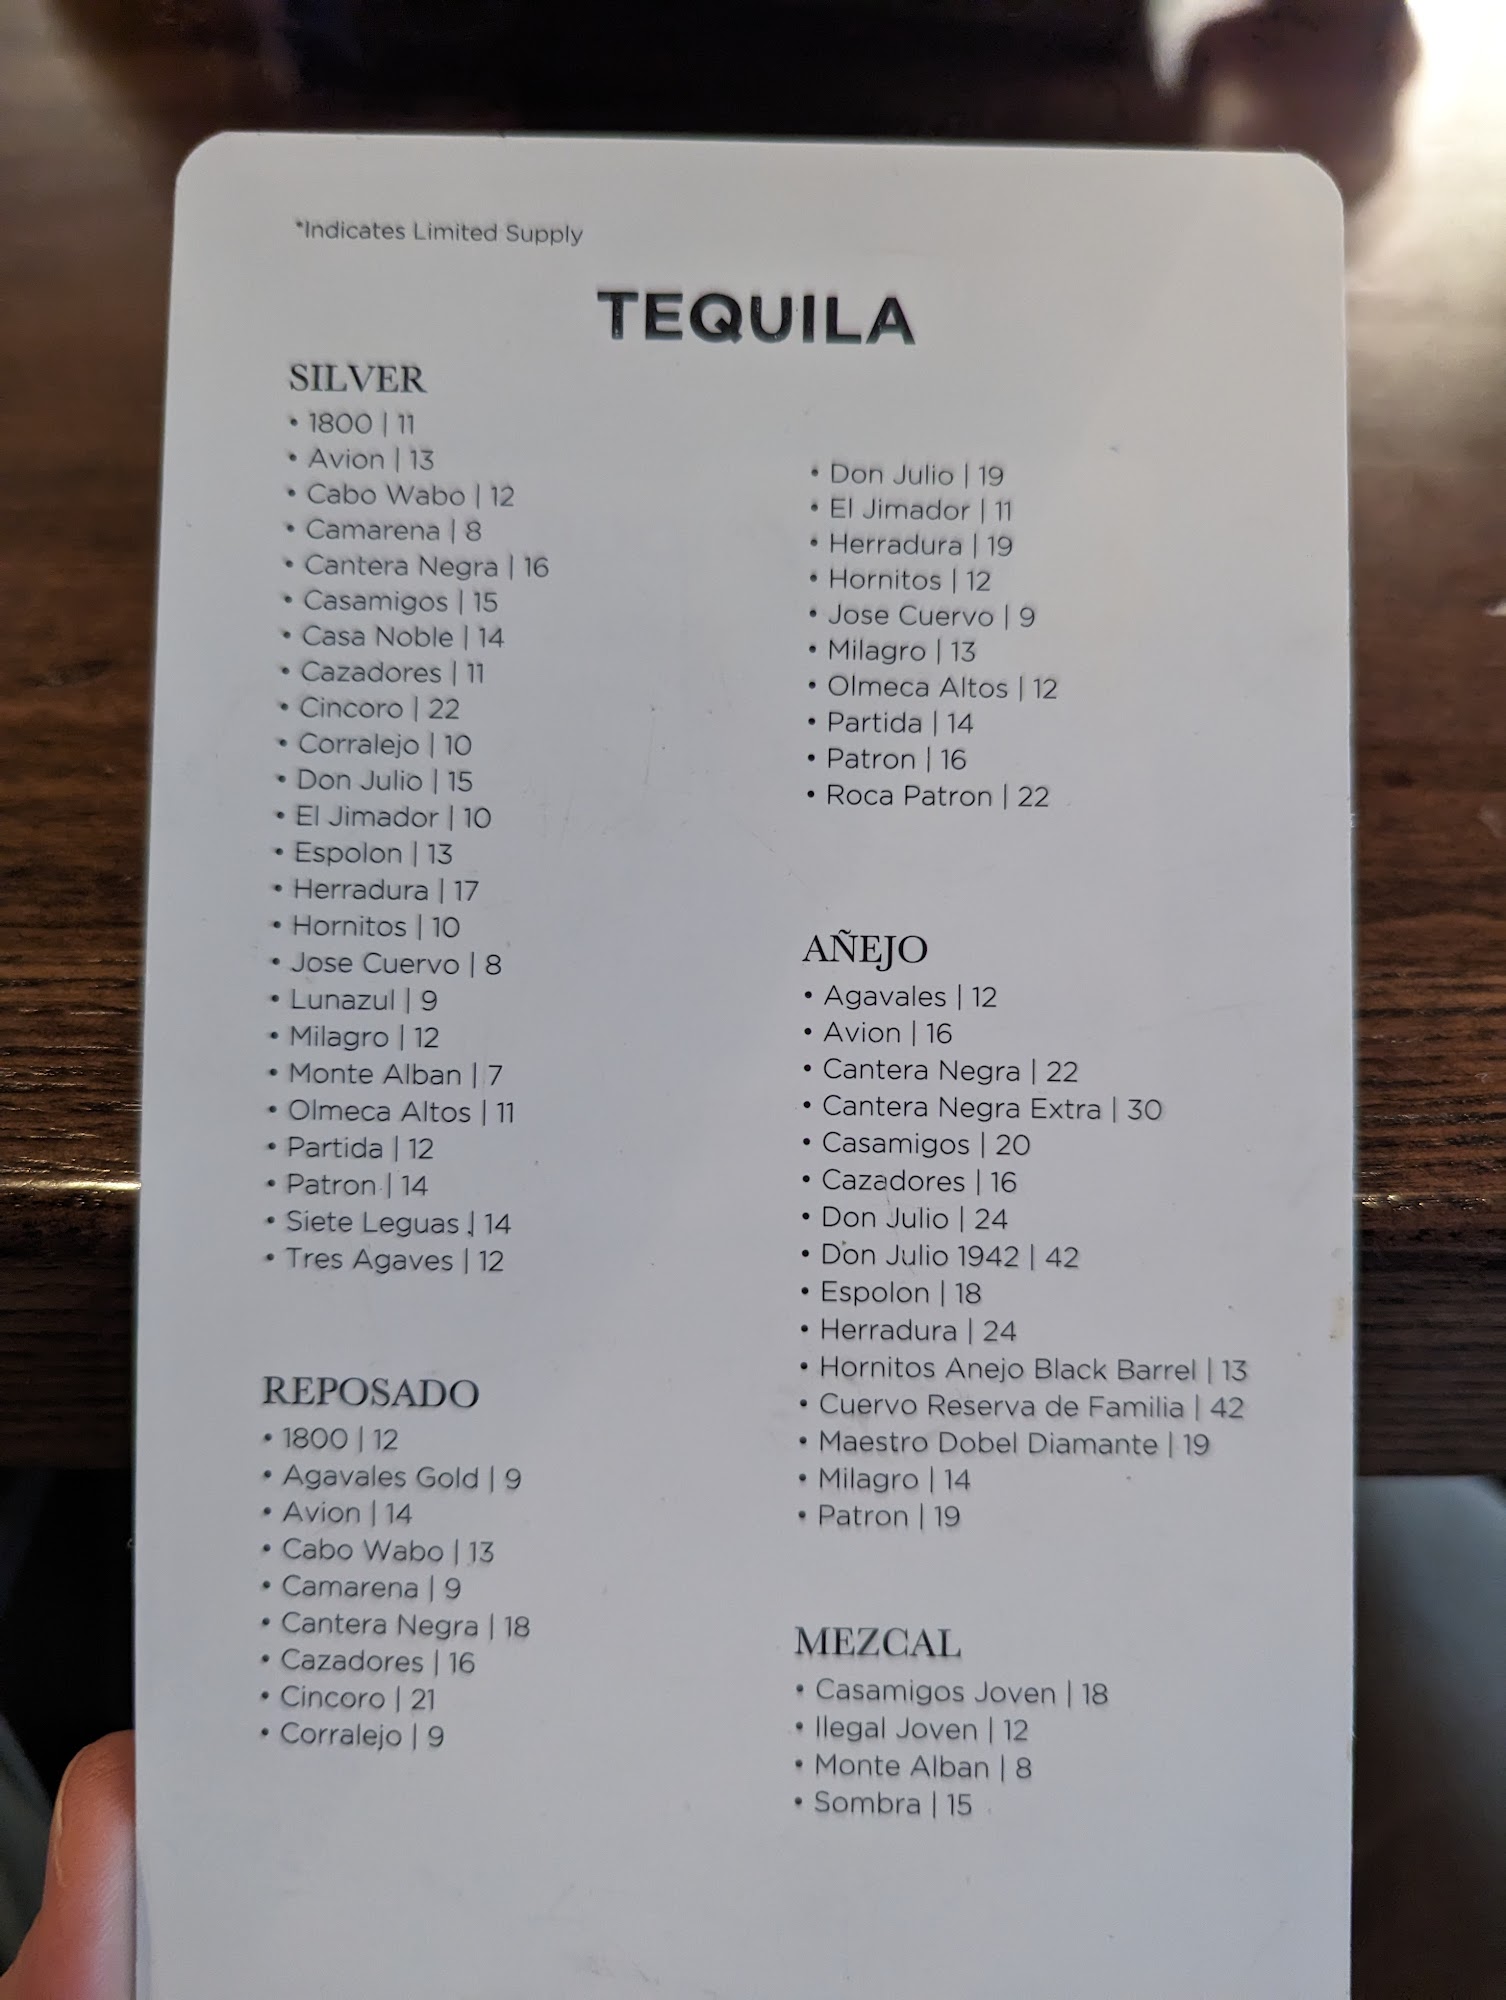 *Indicates Limited Supply
TEQUILA
SILVER
• 1800 | 11
• Avion | 13
• Cabo Wabo | 12
• Camarena | 8
• Cantera Negra | 16
• Casamigos | 15
• Casa Noble | 14
• Cazadores | 11
• Cincoro | 22
• Corralejo | 10
• Don Julio | 15
• El Jimador | 10
• Espolon | 13
• Herradura | 17
• Hornitos | 10
• Jose Cuervo | 8
• Lunazul | 9
• Milagro | 12
• Monte Alban | 7
• Olmeca Altos | 11
• Partida | 12
• Patron | 14
• Siete Leguas | 14
• Tres Agaves | 12
REPOSADO
• 1800 | 12
• Agavales Gold | 9
• Avion | 14
• Cabo Wabo | 13
• Camarena | 9
• Cantera Negra | 18
• Cazadores | 16
• Cincoro | 21
• Corralejo | 9
• Don Julio | 19
• El Jimador | 11
• Herradura | 19
• Hornitos | 12
• Jose Cuervo | 9
• Milagro | 13
• Olmeca Altos | 12
• Partida | 14
• Patron | 16
• Roca Patron | 22
AÑEJO
• Agavales | 12
• Avion | 16
• Cantera Negra | 22
• Cantera Negra Extra | 30
• Casamigos | 20
• Cazadores | 16
• Don Julio | 24
• Don Julio 1942 | 42
• Espolon | 18
• Herradura | 24
• Hornitos Anejo Black Barrel | 13
• Cuervo Reserva de Familia | 42
• Maestro Dobel Diamante | 19
• Milagro | 14
• Patron | 19
MEZCAL
• Casamigos Joven | 18
• Ilegal Joven | 12
• Monte Alban | 8
• Sombra | 15